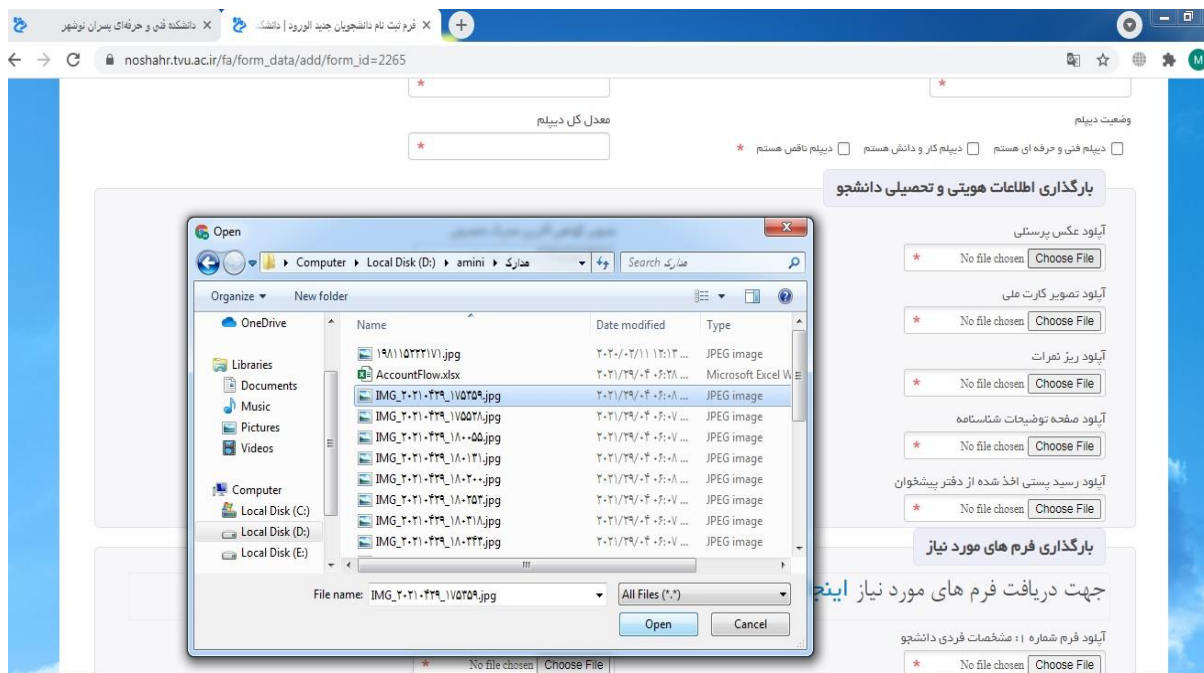 فرم ثبت نام دانشجویان جدید الورود | دانشک
دانشکده فنی و حرفه‌ای پسران نوشهر
noshahr.tvu.ac.ir/fa/form_data/add/form_id=2265
M
*
*
وضعیت دیپلم
معدل کل دیپلم
دیپلم فنی و حرفه ای هستم
دیپلم کار و دانش هستم
دیپلم ناقص هستم *
*
بارگذاری اطلاعات هویتی و تحصیلی دانشجو
آپلود عکس پرسنلی
Choose File No file chosen *
آپلود تصویر کارت ملی
Choose File No file chosen *
آپلود ریز نمرات
Choose File No file chosen *
آپلود صفحه توضیحات شناسنامه
Choose File No file chosen *
آپلود رسید پستی اخذ شده از دفتر پیشخوان
Choose File No file chosen *
بارگذاری فرم های مورد نیاز
جهت دریافت فرم های مورد نیاز
آپلود فرم شماره ۱: مشخصات فردی دانشجو
Choose File No file chosen *
Choose File No file chosen *
Open
Computer Local Disk (D:) amini مدارک
Search مدارک
Organize New folder
OneDrive
Libraries
Documents
Music
Pictures
Videos
Computer
Local Disk (C:)
Local Disk (D:)
Local Disk (E:)
Name Date modified Type
۱۹۸۱۱۵۲۲۲۱۷۱.jpg JPEG image
AccountFlow.xlsx Microsoft Excel W
IMG_۲۰۲۱۰۴۲۹_۱۷۵۳۵۹.jpg JPEG image
IMG_۲۰۲۱۰۴۲۹_۱۷۵۵۲۸.jpg JPEG image
IMG_۲۰۲۱۰۴۲۹_۱۸۰۰۵۵.jpg JPEG image
IMG_۲۰۲۱۰۴۲۹_۱۸۰۱۳۱.jpg JPEG image
IMG_۲۰۲۱۰۴۲۹_۱۸۰۲۰۰.jpg JPEG image
IMG_۲۰۲۱۰۴۲۹_۱۸۰۲۵۳.jpg JPEG image
IMG_۲۰۲۱۰۴۲۹_۱۸۰۳۱۸.jpg JPEG image
IMG_۲۰۲۱۰۴۲۹_۱۸۰۳۴۳.jpg JPEG image
File name: IMG_۲۰۲۱۰۴۲۹_۱۷۵۳۵۹.jpg
All Files (*.*)
Open Cancel